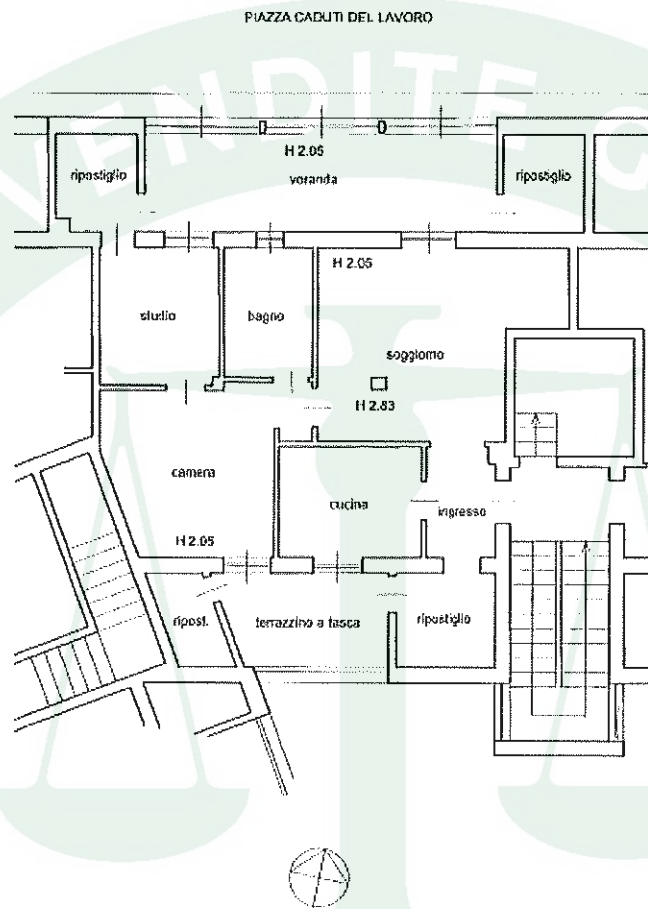 PIAZZA CADUTI DEL LAVORO
VENDITE G
H 2.05
ripostiglio
veranda
ripostiglio
H 2.05
studio
bagno
soggiorno
H 2.83
camera
cucina
ingresso
H 2.05
ripost.
terrazzino a tasca
ripostiglio